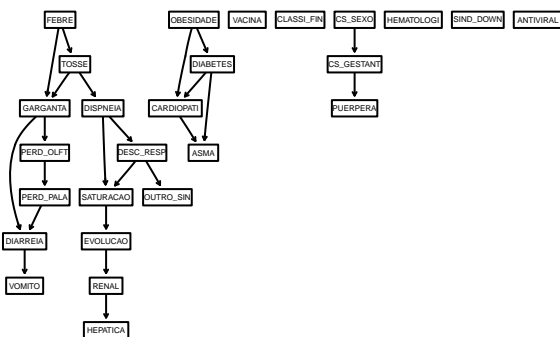 FEBRE OBESIDADE VACINA CLASSI_FIN CS_SEXO HEMATOLOGI SIND_DOWN ANTIVIRAL
TOSSE DIABETES CS_GESTANT
GARGANTA DISPNEIA CARDIOPATI PUERPERA
PERD_OLFT DESC_RESP ASMA
PERD_PALA SATURACAO OUTRO_SIN
DIARREIA EVOLUCAO
VOMITO RENAL
HEPATICA